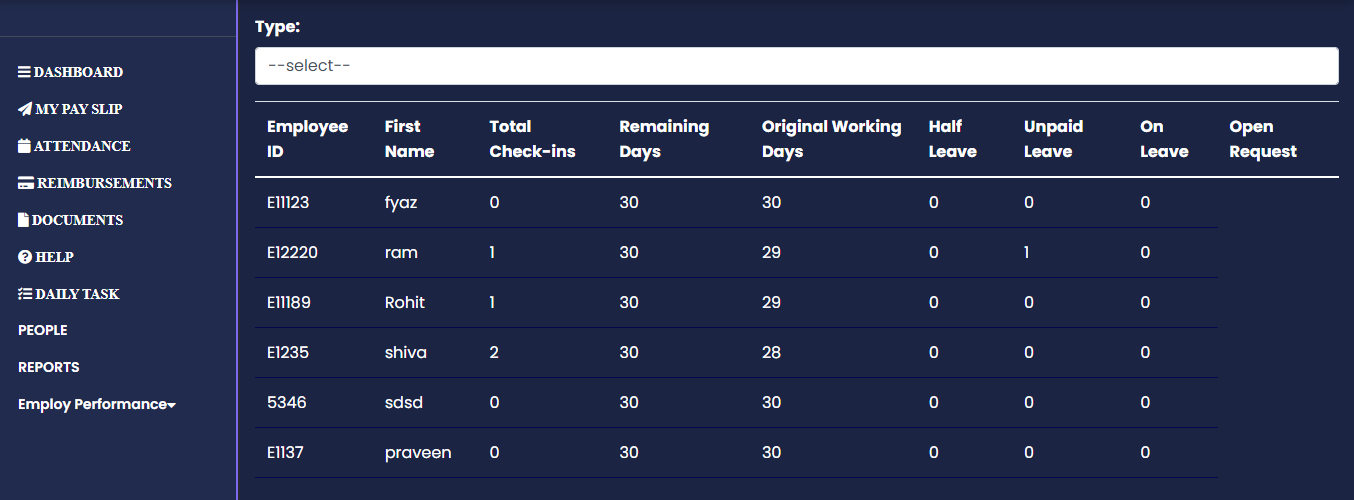 DASHBOARD
MY PAY SLIP
ATTENDANCE
REIMBURSEMENTS
DOCUMENTS
HELP
DAILY TASK
PEOPLE
REPORTS
Employ Performance
Type:
--select--
Employee ID First Name Total Check-ins Remaining Days Original Working Days Half Leave Unpaid Leave On Leave Open Request
E11123 fyaz 0 30 30 0 0 0
E12220 ram 1 30 29 0 1 0
E11189 Rohit 1 30 29 0 0 0
E1235 shiva 2 30 28 0 0 0
5346 sdsd 0 30 30 0 0 0
E1137 praveen 0 30 30 0 0 0